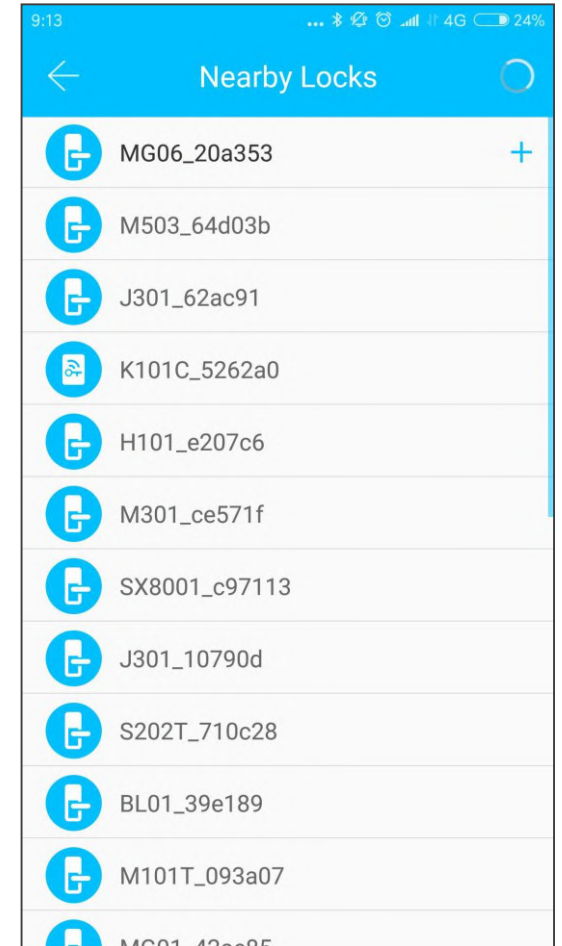 9:13 ... 4G 24%
Nearby Locks
MG06_20a353 +
M503_64d03b
J301_62ac91
K101C_5262a0
H101_e207c6
M301_ce571f
SX8001_c97113
J301_10790d
S202T_710c28
BL01_39e189
M101T_093a07